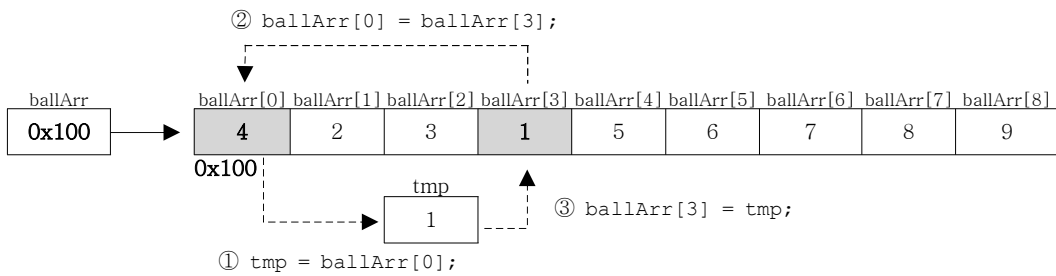 ② ballArr[0] = ballArr[3];
ballArr ballArr[0] ballArr[1] ballArr[2] ballArr[3] ballArr[4] ballArr[5] ballArr[6] ballArr[7] ballArr[8]
0x100 4 2 3 1 5 6 7 8 9
0x100
tmp
1
③ ballArr[3] = tmp;
① tmp = ballArr[0];